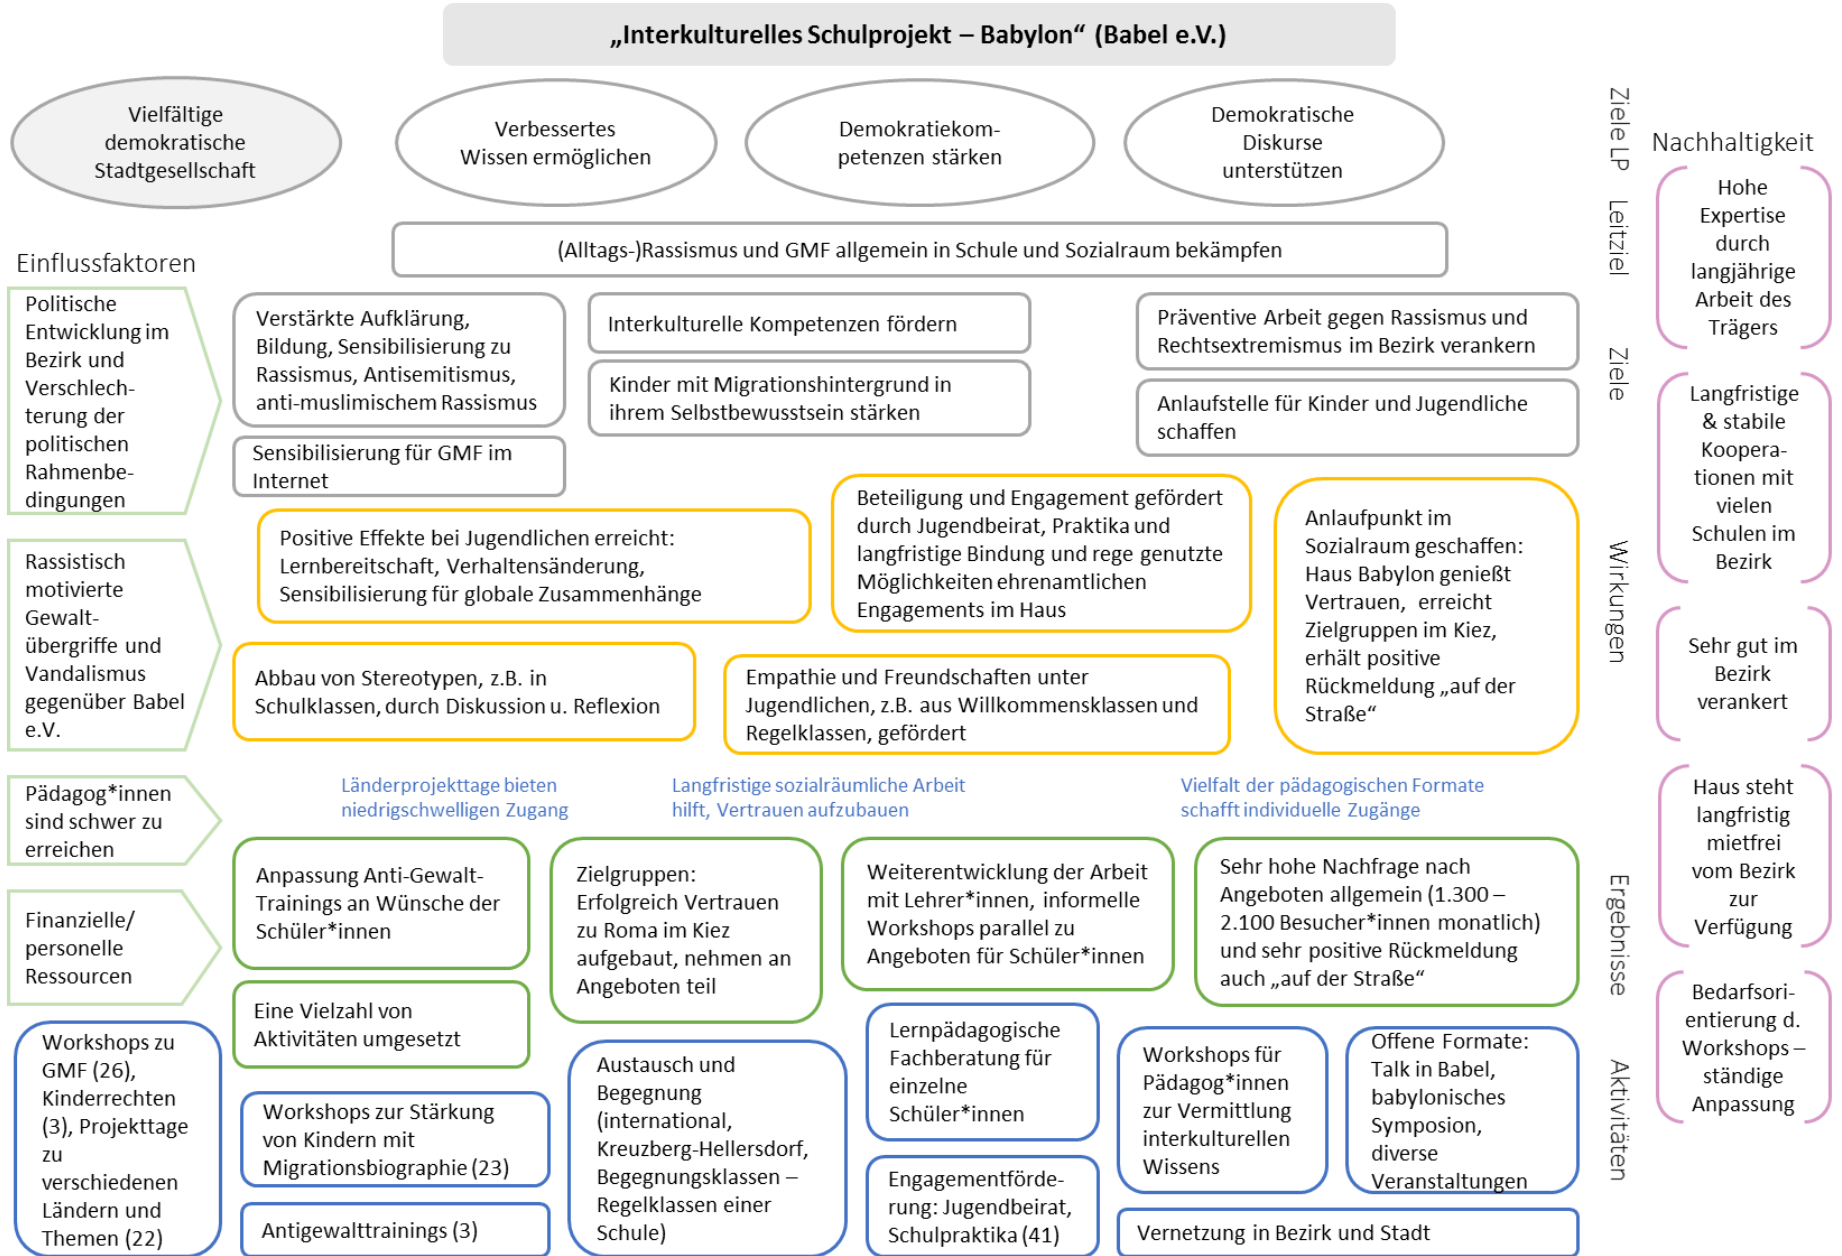 „Interkulturelles Schulprojekt – Babylon“ (Babel e.V.)
Vielfältige
demokratische
Stadtgesellschaft
Verbessertes
Wissen ermöglichen
Demokratiekom-
petenzen stärken
Demokratische
Diskurse
unterstützen
Ziele LP
Leitziel
(Alltags-)Rassismus und GMF allgemein in Schule und Sozialraum bekämpfen
Einflussfaktoren
Politische
Entwicklung im
Bezirk und
Verschlech-
terung der
politischen
Rahmenbe-
dingungen
Rassistisch
motivierte
Gewalt-
übergriffe und
Vandalismus
gegenüber Babel
e.V.
Pädagog*innen
sind schwer zu
erreichen
Finanzielle/
personelle
Ressourcen
Ziele
Verstärkte Aufklärung,
Bildung, Sensibilisierung zu
Rassismus, Antisemitismus,
anti-muslimischem Rassismus
Sensibilisierung für GMF im
Internet
Interkulturelle Kompetenzen fördern
Kinder mit Migrationshintergrund in
ihrem Selbstbewusstsein stärken
Präventive Arbeit gegen Rassismus und
Rechtsextremismus im Bezirk verankern
Anlaufstelle für Kinder und Jugendliche
schaffen
Wirkungen
Positive Effekte bei Jugendlichen erreicht:
Lernbereitschaft, Verhaltensänderung,
Sensibilisierung für globale Zusammenhänge
Beteiligung und Engagement gefördert
durch Jugendbeirat, Praktika und
langfristige Bindung und rege genutzte
Möglichkeiten ehrenamtlichen
Engagements im Haus
Anlaufpunkt im
Sozialraum geschaffen:
Haus Babylon genießt
Vertrauen, erreicht
Zielgruppen im Kiez,
erhält positive
Rückmeldung „auf der
Straße“
Abbau von Stereotypen, z.B. in
Schulklassen, durch Diskussion u. Reflexion
Empathie und Freundschaften unter
Jugendlichen, z.B. aus Willkommensklassen und
Regelklassen, gefördert
Länderprojekttage bieten
niedrigschwelligen Zugang
Langfristige sozialräumliche Arbeit
hilft, Vertrauen aufzubauen
Vielfalt der pädagogischen Formate
schafft individuelle Zugänge
Ergebnisse
Anpassung Anti-Gewalt-
Trainings an Wünsche der
Schüler*innen
Eine Vielzahl von
Aktivitäten umgesetzt
Zielgruppen:
Erfolgreich Vertrauen
zu Roma im Kiez
aufgebaut, nehmen an
Angeboten teil
Weiterentwicklung der Arbeit
mit Lehrer*innen, informelle
Workshops parallel zu
Angeboten für Schüler*innen
Sehr hohe Nachfrage nach
Angeboten allgemein (1.300 –
2.100 Besucher*innen monatlich)
und sehr positive Rückmeldung
auch „auf der Straße“
Aktivitäten
Workshops zu
GMF (26),
Kinderrechten
(3), Projekttage
zu
verschiedenen
Ländern und
Themen (22)
Workshops zur Stärkung
von Kindern mit
Migrationsbiographie (23)
Antigewalttrainings (3)
Austausch und
Begegnung
(international,
Kreuzberg-Hellersdorf,
Begegnungsklassen –
Regelklassen einer
Schule)
Lernpädagogische
Fachberatung für
einzelne
Schüler*innen
Engagementförde-
rung: Jugendbeirat,
Schulpraktika (41)
Workshops für
Pädagog*innen
zur Vermittlung
interkulturellen
Wissens
Offene Formate:
Talk in Babel,
babylonisches
Symposion,
diverse
Veranstaltungen
Vernetzung in Bezirk und Stadt
Nachhaltigkeit
Hohe
Expertise
durch
langjährige
Arbeit des
Trägers
Langfristige
& stabile
Koopera-
tionen mit
vielen
Schulen im
Bezirk
Sehr gut im
Bezirk
verankert
Haus steht
langfristig
mietfrei
vom Bezirk
zur
Verfügung
Bedarfsori-
entierung d.
Workshops –
ständige
Anpassung